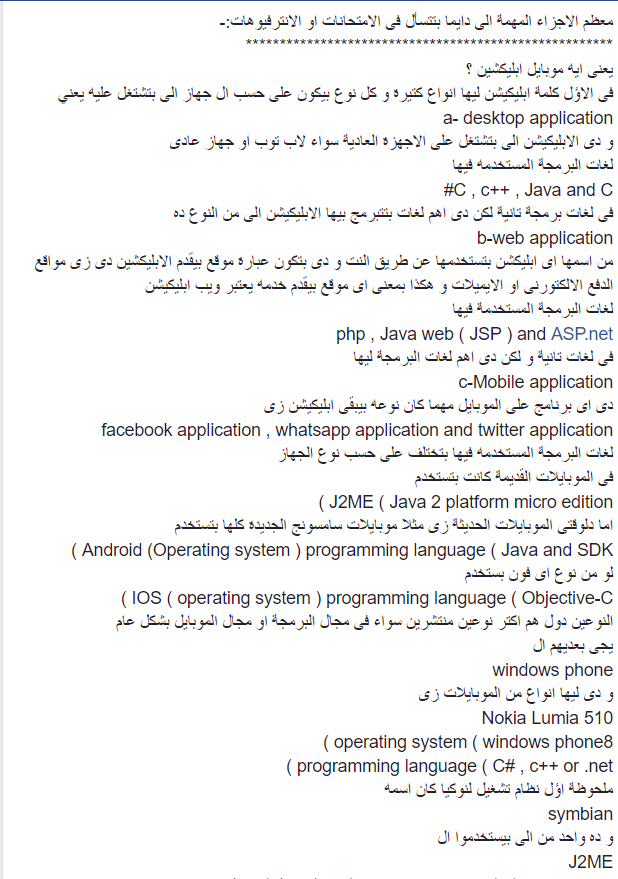 معظم الاجزاء المهمة الى دايما بتتسأل فى الامتحانات او الانترفيوهات:-
******************************************************
يعنى ايه موبايل ابليكشين ؟
فى الاؤل كلمة ابليكيشن ليها انواع كتيرة و كل نوع بيكون على حسب ال جهاز الى بتشتغل عليه يعني
a- desktop application
و دى الابليكيشن الى بتشتغل على الاجهزة العادية سواء لاب توب او جهاز عادى
لغات البرمجة المستخدمه فيها
#C , c++ , Java and C
فى لغات برمجة تانية لكن دى اهم لغات بتتبرمج بيها الابليكيشن الى من النوع ده
b-web application
من اسمها اى ابليكشن بتستخدمها عن طريق النت و دى بتكون عبارة موقع بيقدم الابليكشين دى زى مواقع
الدفع الالكتورنى او الايميلات و هكذا بمعنى اى موقع بيقدم خدمه يعتبر ويب ابليكيشن
لغات البرمجة المستخدمة فيها
php , Java web ( JSP ) and ASP.net
فى لغات تانية و لكن دى اهم لغات البرمجة ليها
c-Mobile application
دى اى برنامج على الموبايل مهما كان نوعه بيبقى ابليكيشن زى
facebook application , whatsapp application and twitter application
لغات البرمجة المستخدمه فيها بتختلف على حسب نوع الجهاز
فى الموبايلات القديمة كانت بتستخدم
( J2ME ( Java 2 platform micro edition
اما دلوقتى الموبايلات الحديثة زى مثلا موبايلات سامسونج الجديدة كلها بتستخدم
( Android (Operating system ) programming language ( Java and SDK
لو من نوع اى فون بستخدم
( IOS ( operating system ) programming language ( Objective-C
النوعين دول هم اكتر نوعين منتشرين سواء فى مجال البرمجة او مجال الموبايل بشكل عام
يجى بعديهم ال
windows phone
و دى ليها انواع من الموبايلات زى
Nokia Lumia 510
( operating system ( windows phone8
( programming language ( C# , c++ or .net
ملحوظة اؤل نظام تشغيل لنوكيا كان اسمه
symbian
و ده واحد من الى بيستخدموا ال
J2ME